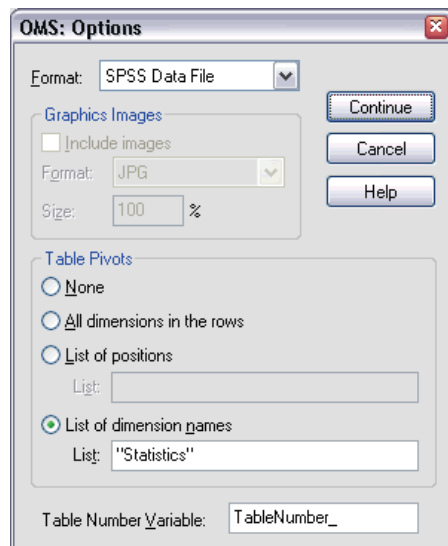 OMS: Options
Format: SPSS Data File
Continue
Graphics Images
Include images
Cancel
Format: JPG
Help
Size: 100 %
Table Pivots
None
All dimensions in the rows
List of positions
List:
List of dimension names
List: "Statistics"
Table Number Variable: TableNumber_